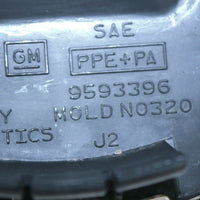 SAE
GM PPE+PA
9593396
Y MOLD NO320
TICS J2